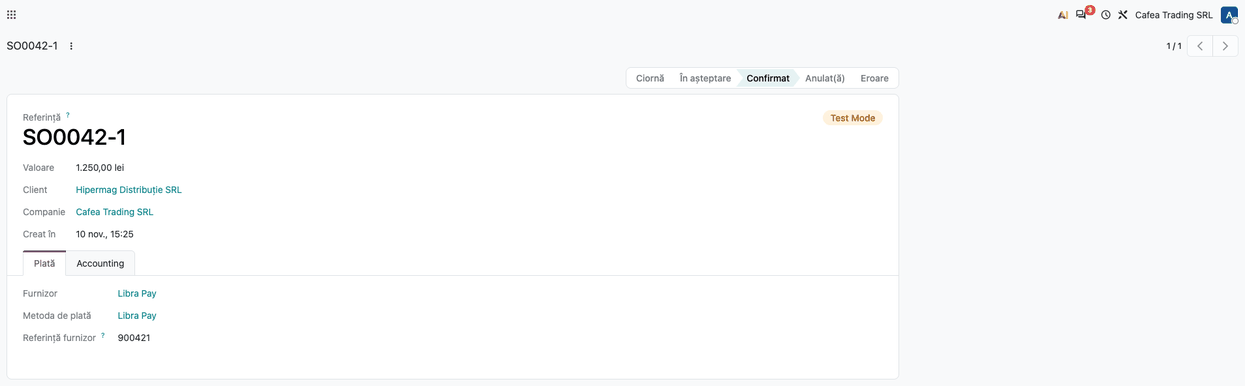 AI 3 Cafea Trading SRL A
SO0042-1 1 / 1
Ciornă În așteptare Confirmat Anulat(ă) Eroare
Referință ? Test Mode
SO0042-1
Valoare 1.250,00 lei
Client Hipermag Distribuție SRL
Companie Cafea Trading SRL
Creat în 10 nov., 15:25
Plată Accounting
Furnizor Libra Pay
Metoda de plată Libra Pay
Referință furnizor ? 900421